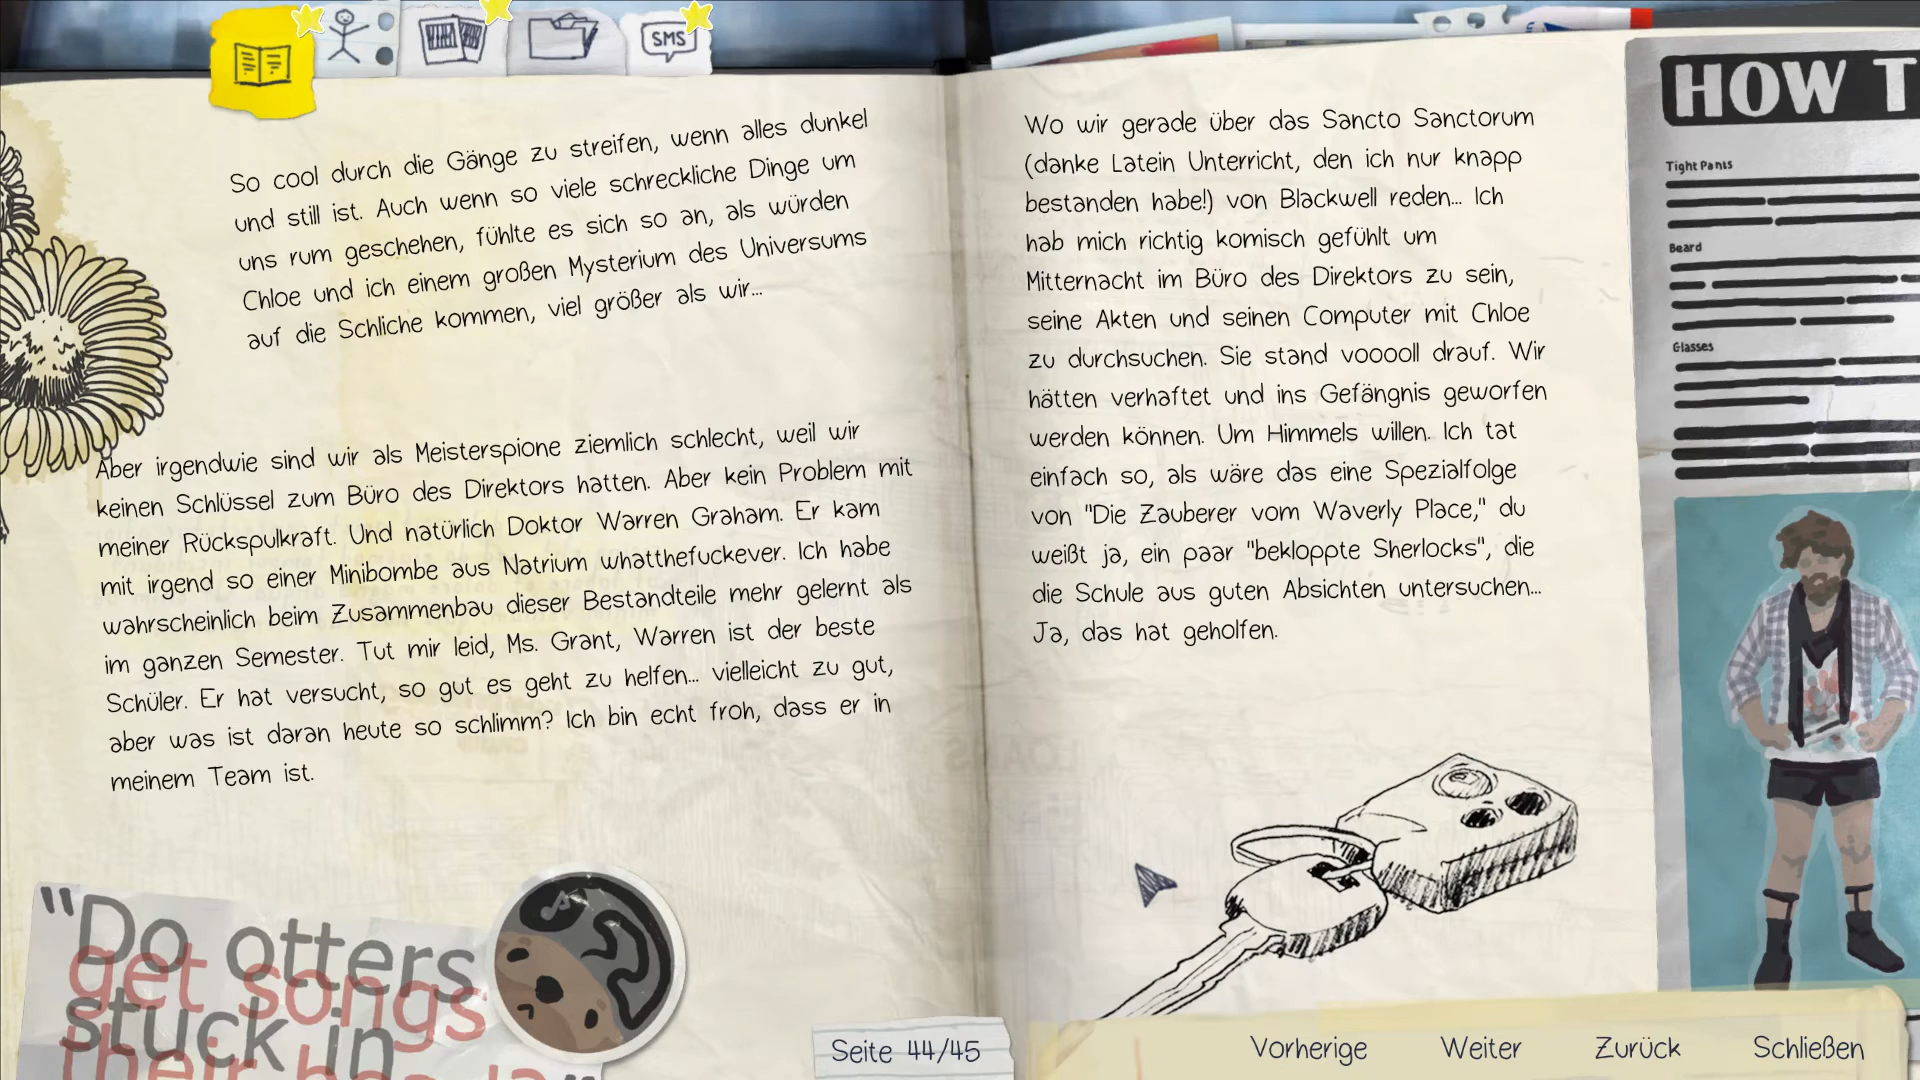 SMS
So cool durch die Gänge zu streifen, wenn alles dunkel
und still ist. Auch wenn so viele schreckliche Dinge um
uns rum geschehen, fühlte es sich so an, als würden
Chloe und ich einem großen Mysterium des Universums
auf die Schliche kommen, viel größer als wir...
Aber irgendwie sind wir als Meisterspione ziemlich schlecht, weil wir
keinen Schlüssel zum Büro des Direktors hatten. Aber kein Problem mit
meiner Rückspulkraft. Und natürlich Doktor Warren Graham. Er kam
mit irgend so einer Minibombe aus Natrium whatthefuckever. Ich habe
wahrscheinlich beim Zusammenbau dieser Bestandteile mehr gelernt als
im ganzen Semester. Tut mir leid, Ms. Grant, Warren ist der beste
Schüler. Er hat versucht, so gut es geht zu helfen... vielleicht zu gut,
aber was ist daran heute so schlimm? Ich bin echt froh, dass er in
meinem Team ist.
"Do otters
get songs
stuck in
Wo wir gerade über das Sancto Sanctorum
(danke Latein Unterricht, den ich nur knapp
bestanden habe!) von Blackwell reden... Ich
hab mich richtig komisch gefühlt um
Mitternacht im Büro des Direktors zu sein,
seine Akten und seinen Computer mit Chloe
zu durchsuchen. Sie stand vooooll drauf. Wir
hätten verhaftet und ins Gefängnis geworfen
werden können. Um Himmels willen. Ich tat
einfach so, als wäre das eine Spezialfolge
von "Die Zauberer vom Waverly Place," du
weißt ja, ein paar "bekloppte Sherlocks", die
die Schule aus guten Absichten untersuchen...
Ja, das hat geholfen.
HOW T
Tight Pants
Beard
Glasses
Seite 44/45
Vorherige Weiter Zurück Schließen